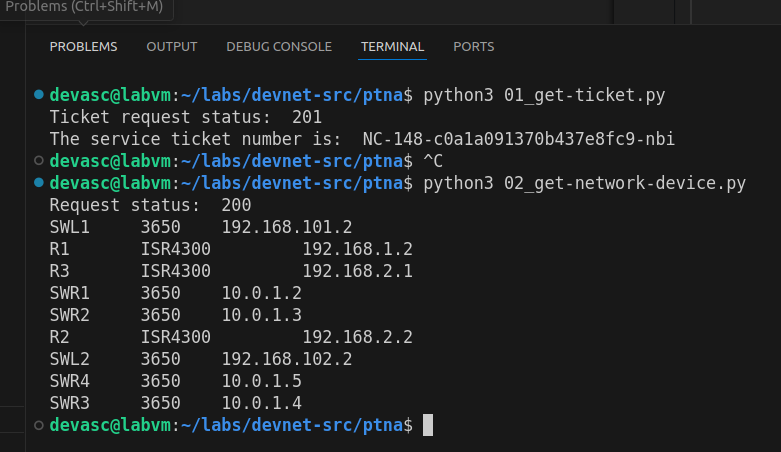 Problems (Ctrl+Shift+M)
PROBLEMS OUTPUT DEBUG CONSOLE TERMINAL PORTS
devasc@labvm:~/labs/devnet-src/ptna$ python3 01_get-ticket.py
Ticket request status:  201
The service ticket number is:  NC-148-c0a1a091370b437e8fc9-nbi
devasc@labvm:~/labs/devnet-src/ptna$ ^C
devasc@labvm:~/labs/devnet-src/ptna$ python3 02_get-network-device.py
Request status:  200
SWL1     3650    192.168.101.2
R1       ISR4300         192.168.1.2
R3       ISR4300         192.168.2.1
SWR1     3650    10.0.1.2
SWR2     3650    10.0.1.3
R2       ISR4300         192.168.2.2
SWL2     3650    192.168.102.2
SWR4     3650    10.0.1.5
SWR3     3650    10.0.1.4
devasc@labvm:~/labs/devnet-src/ptna$